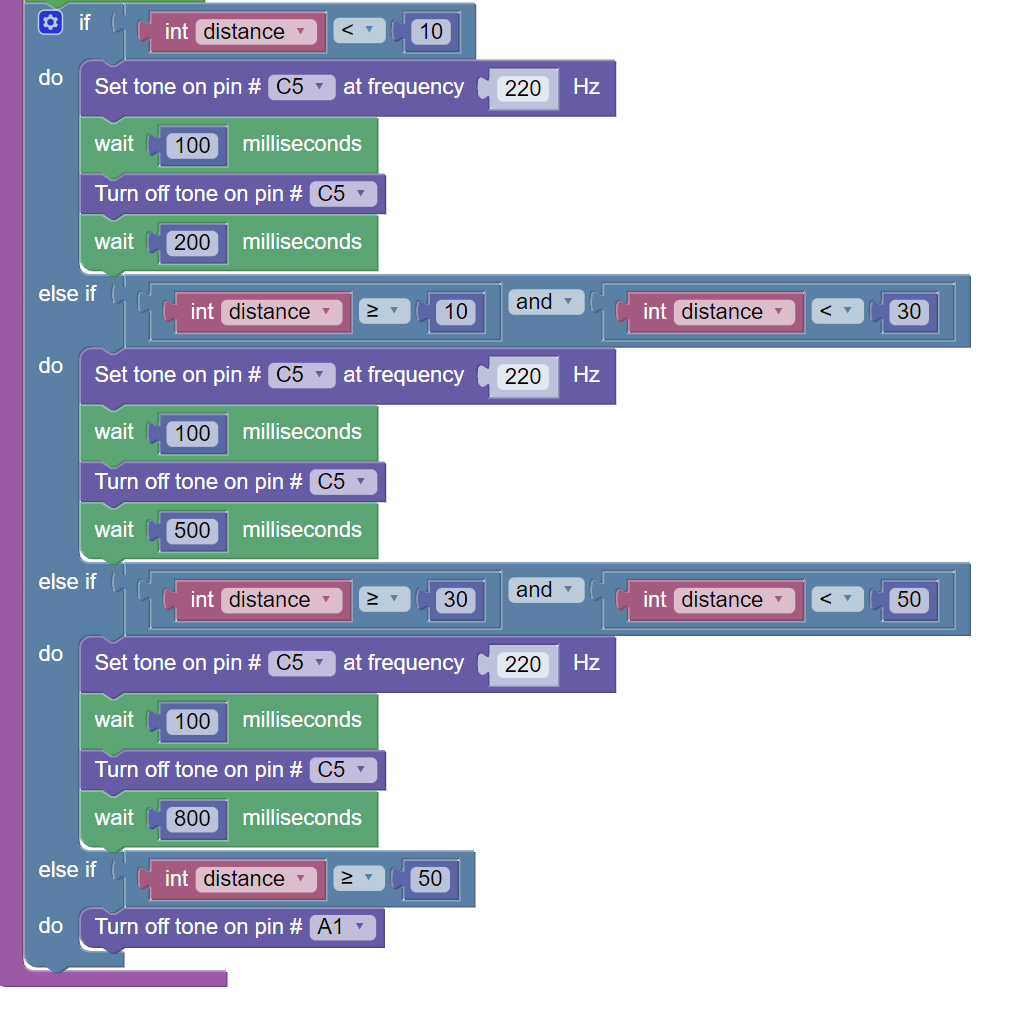 if int distance < 10
do Set tone on pin # C5 at frequency 220 Hz
wait 100 milliseconds
Turn off tone on pin # C5
wait 200 milliseconds
else if int distance ≥ 10 and int distance < 30
do Set tone on pin # C5 at frequency 220 Hz
wait 100 milliseconds
Turn off tone on pin # C5
wait 500 milliseconds
else if int distance ≥ 30 and int distance < 50
do Set tone on pin # C5 at frequency 220 Hz
wait 100 milliseconds
Turn off tone on pin # C5
wait 800 milliseconds
else if int distance ≥ 50
do Turn off tone on pin # A1